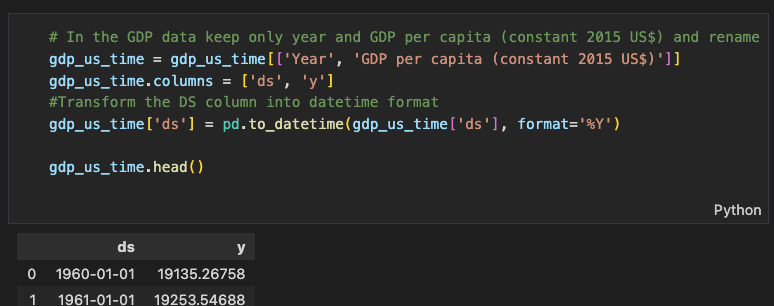 # In the GDP data keep only year and GDP per capita (constant 2015 US$) and rename
gdp_us_time = gdp_us_time[['Year', 'GDP per capita (constant 2015 US$)']]
gdp_us_time.columns = ['ds', 'y']
#Transform the DS column into datetime format
gdp_us_time['ds'] = pd.to_datetime(gdp_us_time['ds'], format='%Y')
gdp_us_time.head()
Python
ds y
0 1960-01-01 19135.26758
1 1961-01-01 19253.54688